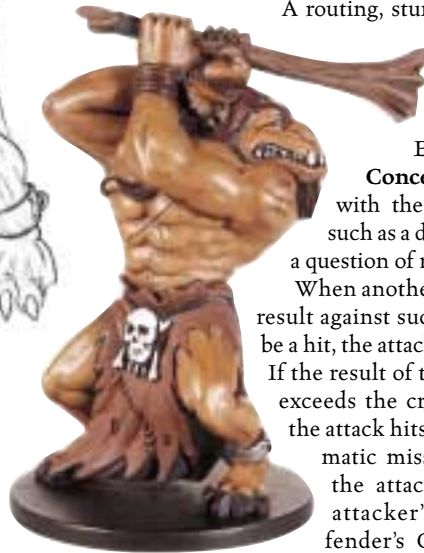 A routing,
Conce
with the
such as a d
a question of
When anothe
result against suc
be a hit, the attac
If the result of t
exceeds the cr
the attack hits
matic miss
the attac
attacker'
fender's